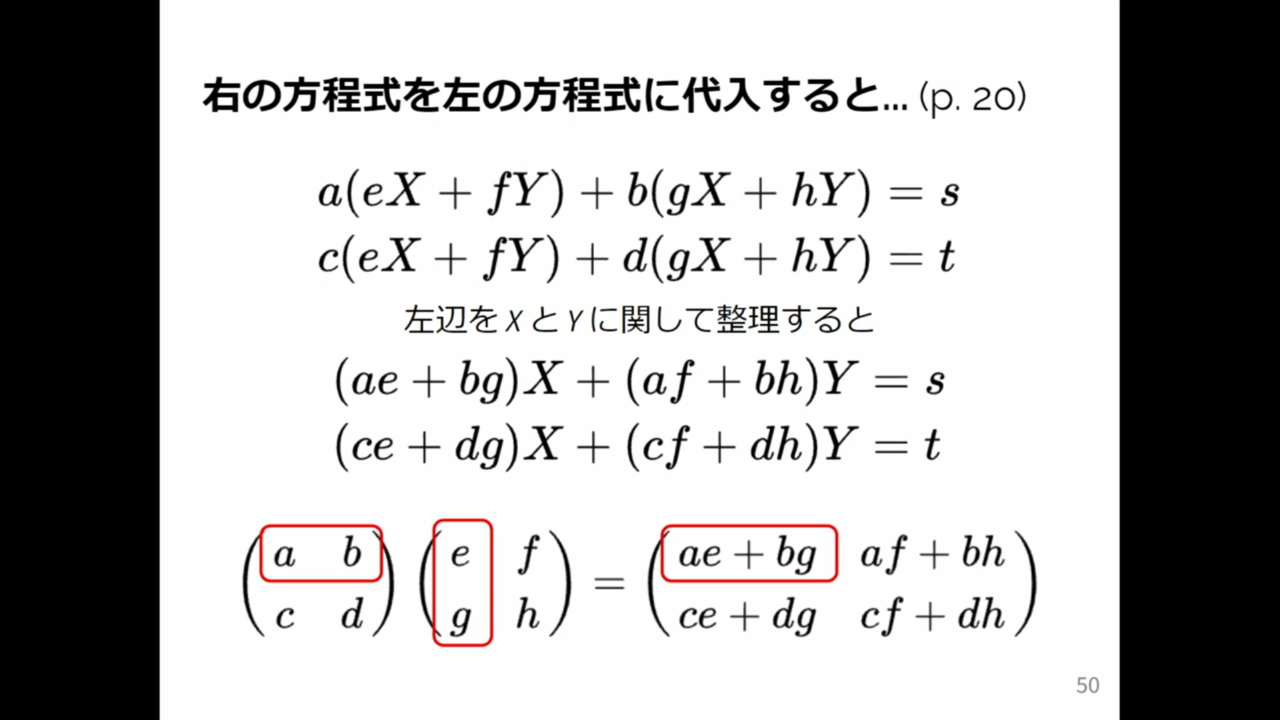 右の方程式を左の方程式に代入すると... (p. 20)
a(eX + fY) + b(gX + hY) = s
c(eX + fY) + d(gX + hY) = t
左辺を X と Y に関して整理すると
(ae + bg)X + (af + bh)Y = s
(ce + dg)X + (cf + dh)Y = t
( a b ) ( e f ) = ( ae + bg af + bh )
( c d ) ( g h ) ( ce + dg cf + dh )
50